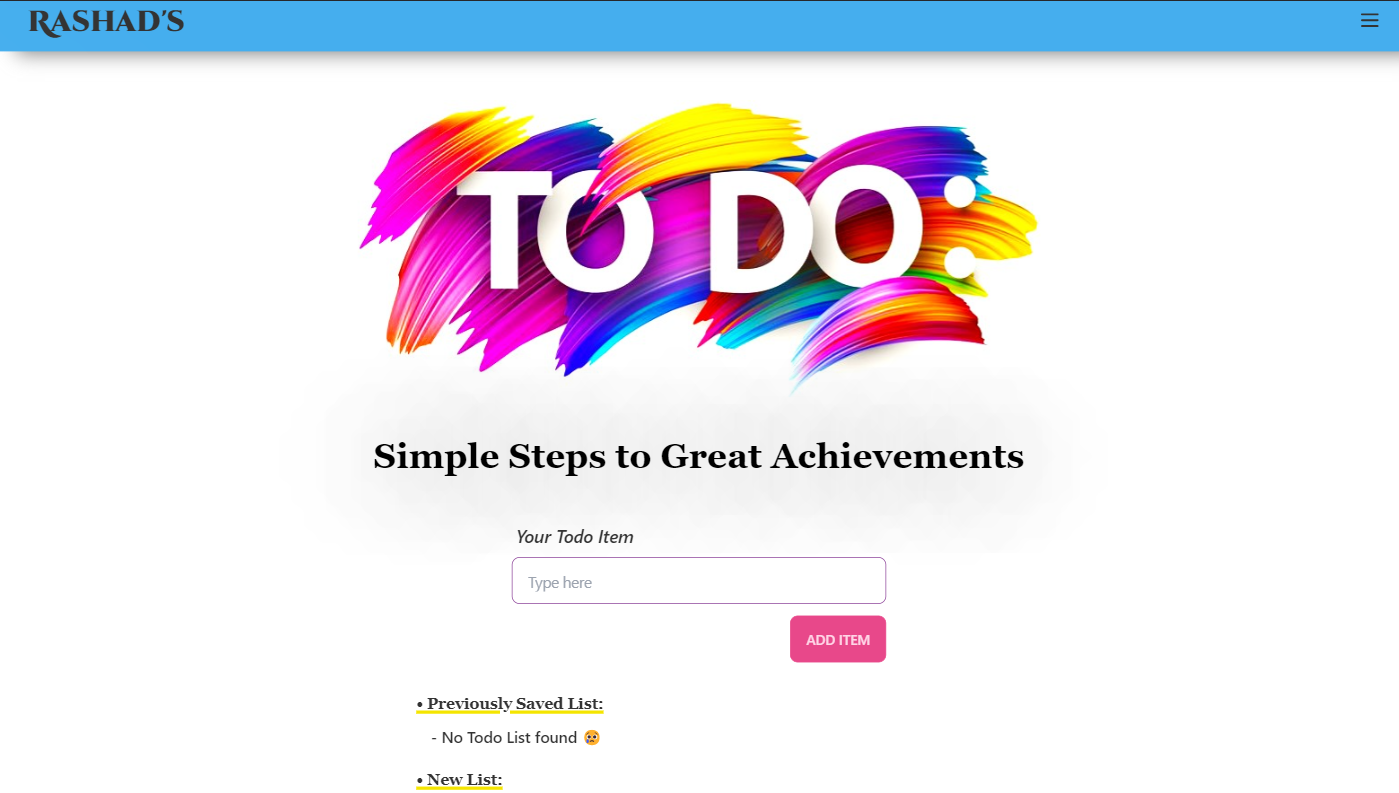 RASHAD'S
TO DO:
Simple Steps to Great Achievements
Your Todo Item
Type here
ADD ITEM
• Previously Saved List:
- No Todo List found 😢
• New List: